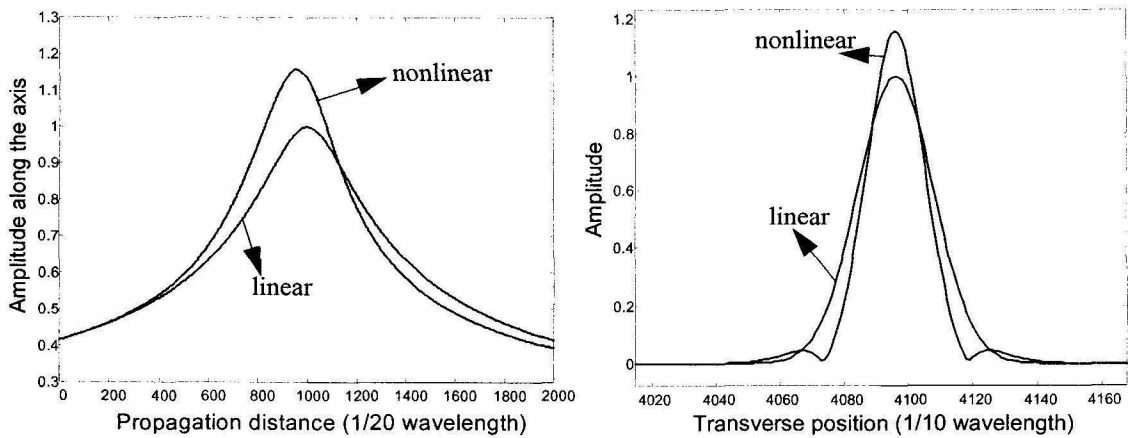 1.3
1.2
1.1
1
0.9
0.8
0.7
0.6
0.5
0.4
0.3
Amplitude along the axis
nonlinear
linear
0 200 400 600 800 1000 1200 1400 1600 1800 2000
Propagation distance (1/20 wavelength)
1.2
1
0.8
0.6
0.4
0.2
0
Amplitude
nonlinear
linear
4020 4040 4060 4080 4100 4120 4140 4160
Transverse position (1/10 wavelength)